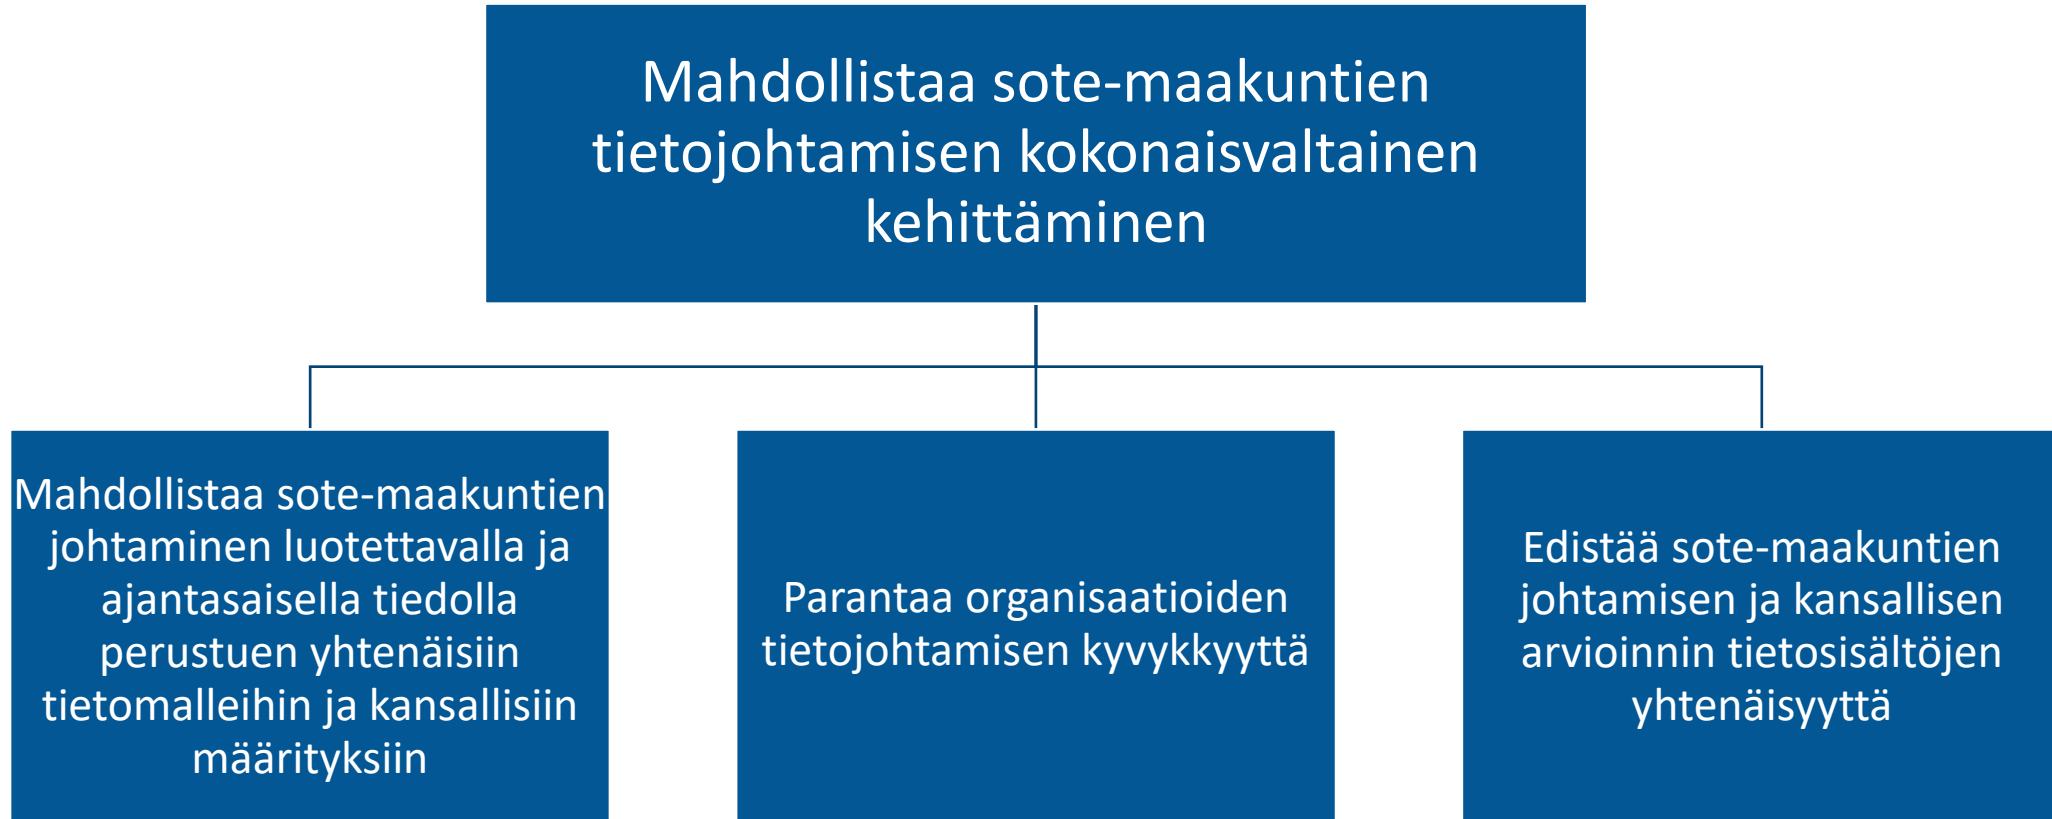 Mahdollistaa sote-maakuntien
tietojohtamisen kokonaisvaltainen
kehittäminen
Mahdollistaa sote-maakuntien
johtaminen luotettavalla ja
ajantasaisella tiedolla
perustuen yhtenäisiin
tietomalleihin ja kansallisiin
määrityksiin
Parantaa organisaatioiden
tietojohtamisen kyvykkyyttä
Edistää sote-maakuntien
johtamisen ja kansallisen
arvioinnin tietosisältöjen
yhtenäisyyttä